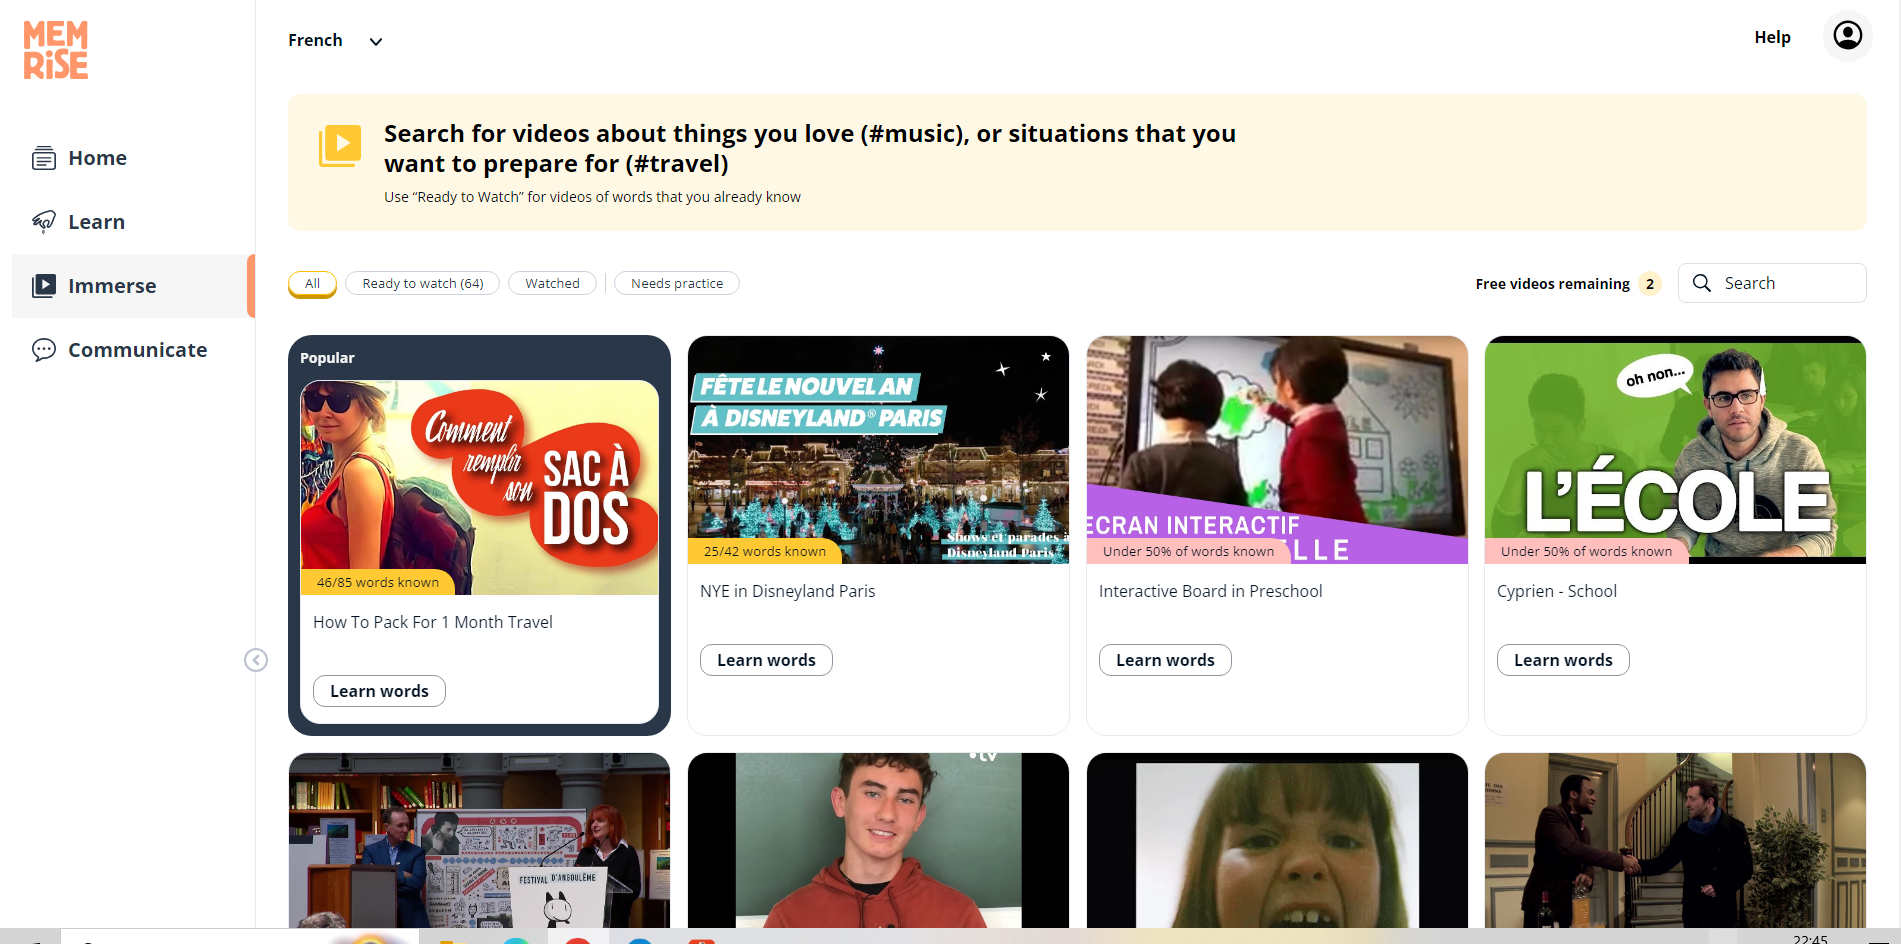 MEM
RiSE
French
Help
Home
Learn
Immerse
Communicate
Search for videos about things you love (#music), or situations that you
want to prepare for (#travel)
Use “Ready to Watch” for videos of words that you already know
All
Ready to watch (64)
Watched
Needs practice
Free videos remaining 2
Search
Popular
Comment
remplir
son
SAC À
DOS
46/85 words known
How To Pack For 1 Month Travel
Learn words
FÊTE LE NOUVEL AN
À DISNEYLAND® PARIS
Shows et parades à
Disneyland Paris
25/42 words known
NYE in Disneyland Paris
Learn words
ECRAN INTERACTIF
ELLE
Under 50% of words known
Interactive Board in Preschool
Learn words
oh non...
L'ÉCOLE
Under 50% of words known
Cyprien - School
Learn words
FESTIVAL D'ANGOULÊME
•tv
22:45